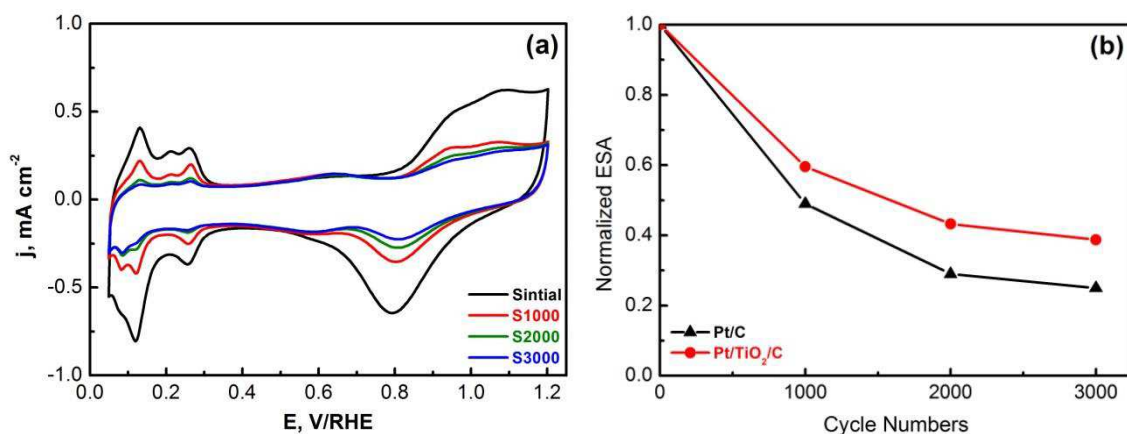 (a)
1.0
0.5
0.0
-0.5
-1.0
j, mA cm⁻²
0.0 0.2 0.4 0.6 0.8 1.0 1.2
E, V/RHE
Sintial
S1000
S2000
S3000
(b)
1.0
0.8
0.6
0.4
0.2
0.0
Normalized ESA
0 1000 2000 3000
Cycle Numbers
Pt/C
Pt/TiO₂/C